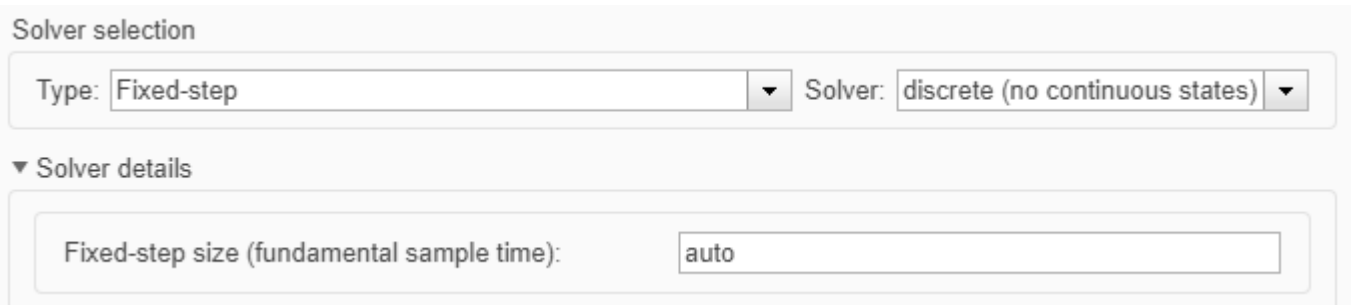 Solver selection
Type: Fixed-step Solver: discrete (no continuous states)
Solver details
Fixed-step size (fundamental sample time): auto